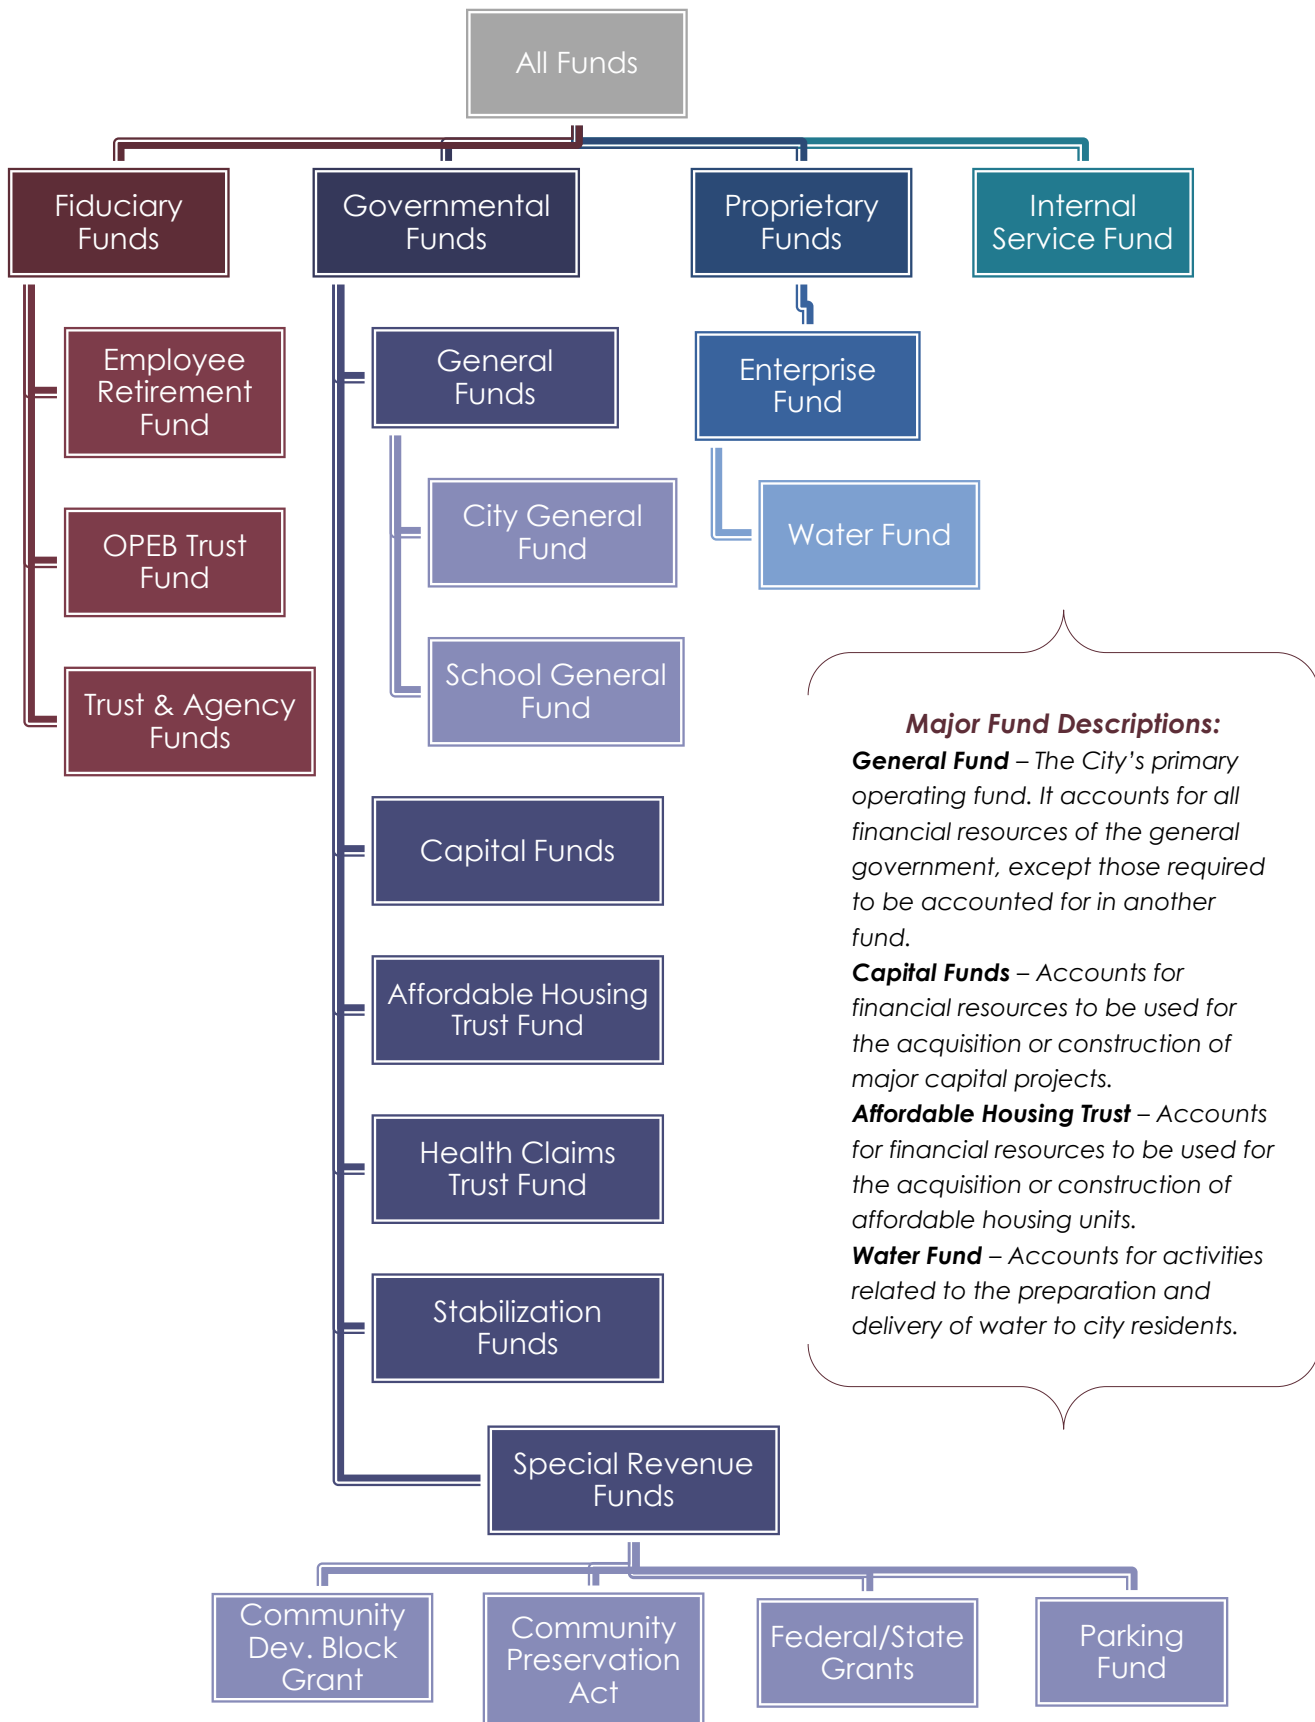 All Funds
Fiduciary
Funds
Governmental
Funds
Proprietary
Funds
Internal
Service Fund
Employee
Retirement
Fund
OPEB Trust
Fund
Trust & Agency
Funds
General
Funds
City General
Fund
School General
Fund
Capital Funds
Affordable Housing
Trust Fund
Health Claims
Trust Fund
Stabilization
Funds
Special Revenue
Funds
Community
Dev. Block
Grant
Community
Preservation
Act
Federal/State
Grants
Parking
Fund
Enterprise
Fund
Water Fund
Major Fund Descriptions:
General Fund – The City’s primary
operating fund. It accounts for all
financial resources of the general
government, except those required
to be accounted for in another
fund.
Capital Funds – Accounts for
financial resources to be used for
the acquisition or construction of
major capital projects.
Affordable Housing Trust – Accounts
for financial resources to be used for
the acquisition or construction of
affordable housing units.
Water Fund – Accounts for activities
related to the preparation and
delivery of water to city residents.